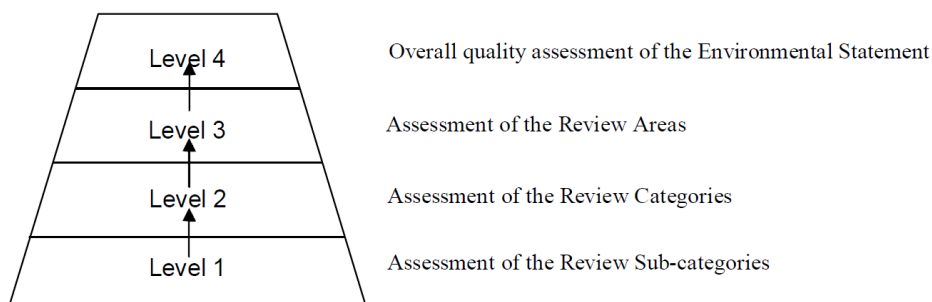 Level 4 Overall quality assessment of the Environmental Statement
Level 3 Assessment of the Review Areas
Level 2 Assessment of the Review Categories
Level 1 Assessment of the Review Sub-categories